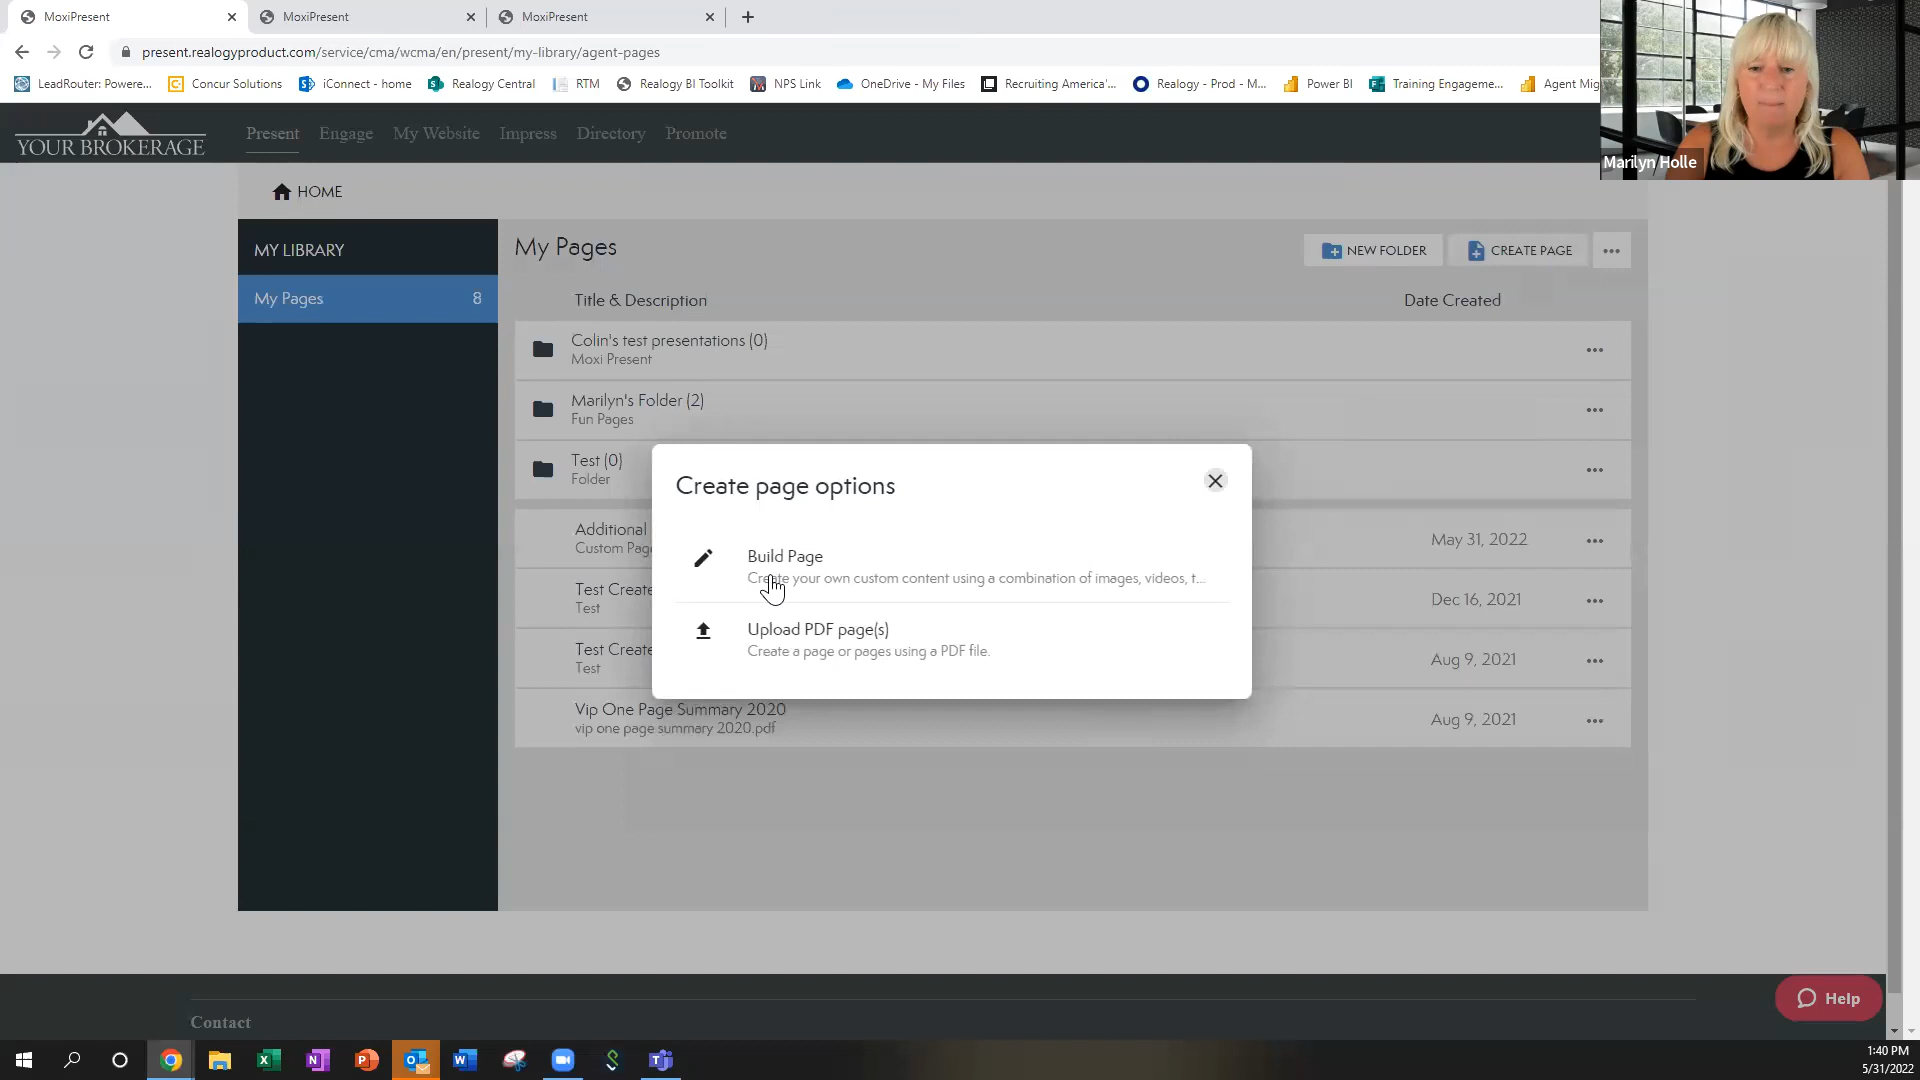 MoxiPresent
MoxiPresent
MoxiPresent
present.realogyproduct.com/service/cma/wcma/en/present/my-library/agent-pages
LeadRouter: Powere...
Concur Solutions
iConnect - home
Realogy Central
RTM
Realogy BI Toolkit
NPS Link
OneDrive - My Files
Recruiting America'...
Realogy - Prod - M...
Power BI
Training Engageme...
Agent Mig
YOUR BROKERAGE
Present
Engage
My Website
Impress
Directory
Promote
Marilyn Holle
HOME
MY LIBRARY
My Pages 8
My Pages
NEW FOLDER
CREATE PAGE
Title & Description
Date Created
Colin's test presentations (0)
Moxi Present
Marilyn's Folder (2)
Fun Pages
Test (0)
Folder
Additional
Custom Pag
May 31, 2022
Test Create
Test
Dec 16, 2021
Test Create
Test
Aug 9, 2021
Vip One Page Summary 2020
vip one page summary 2020.pdf
Aug 9, 2021
Create page options
Build Page
Create your own custom content using a combination of images, videos, t...
Upload PDF page(s)
Create a page or pages using a PDF file.
Contact
Help
1:40 PM
5/31/2022